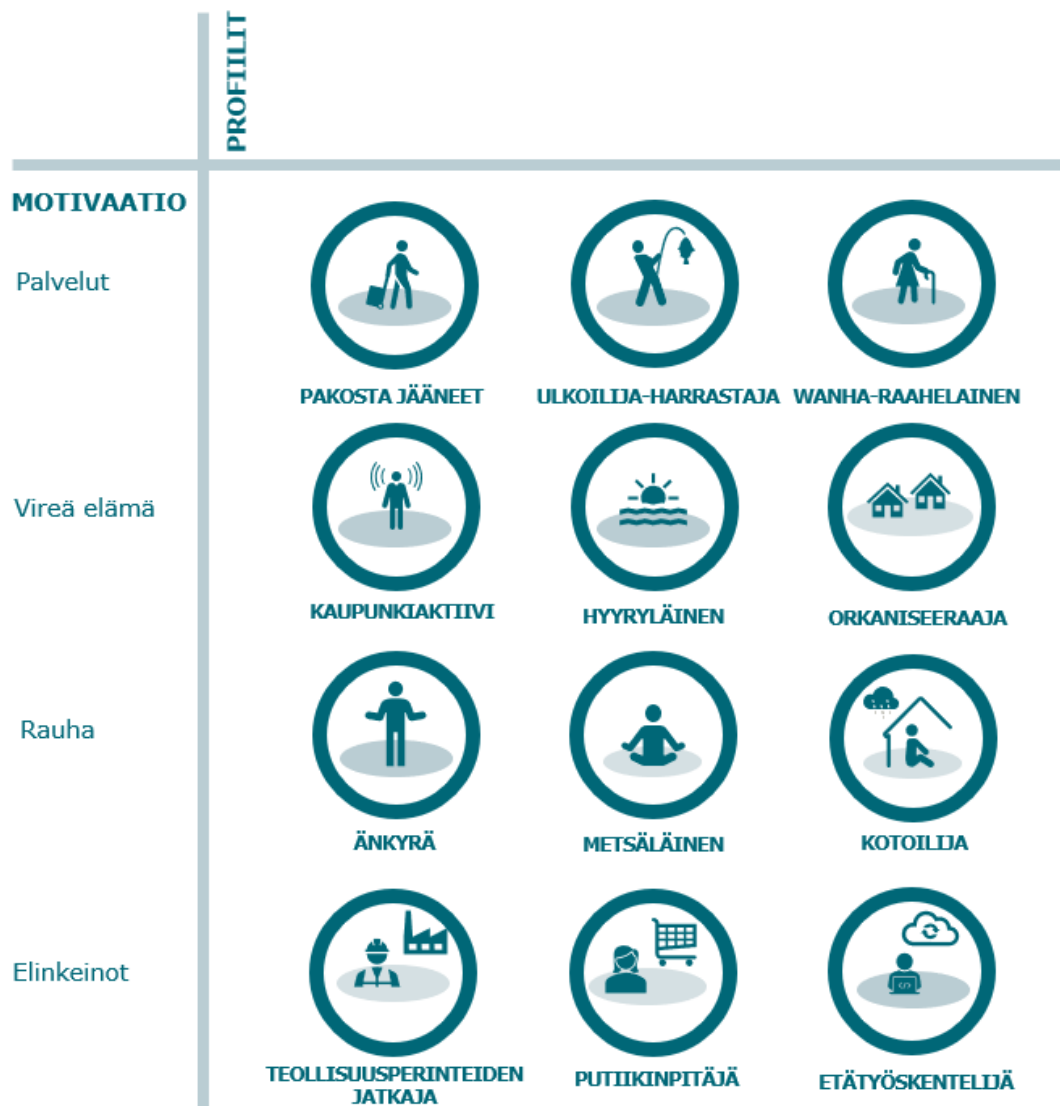 PROFIILIT
MOTIVAATIO
Palvelut
PAKOSTA JÄÄNEET
ULKOILIJA-HARRASTAJA
WANHA-RAAHELAINEN
Vireä elämä
KAUPUNKIAKTIIVI
HYYRYLÄINEN
ORKANISEERAAJA
Rauha
ÄNKYRÄ
METSÄLÄINEN
KOTOILIJA
Elinkeinot
TEOLLISUUSPERINTEIDEN
JATKAJA
PUTIIKINPITÄJÄ
ETÄTYÖSKENTELIJÄ